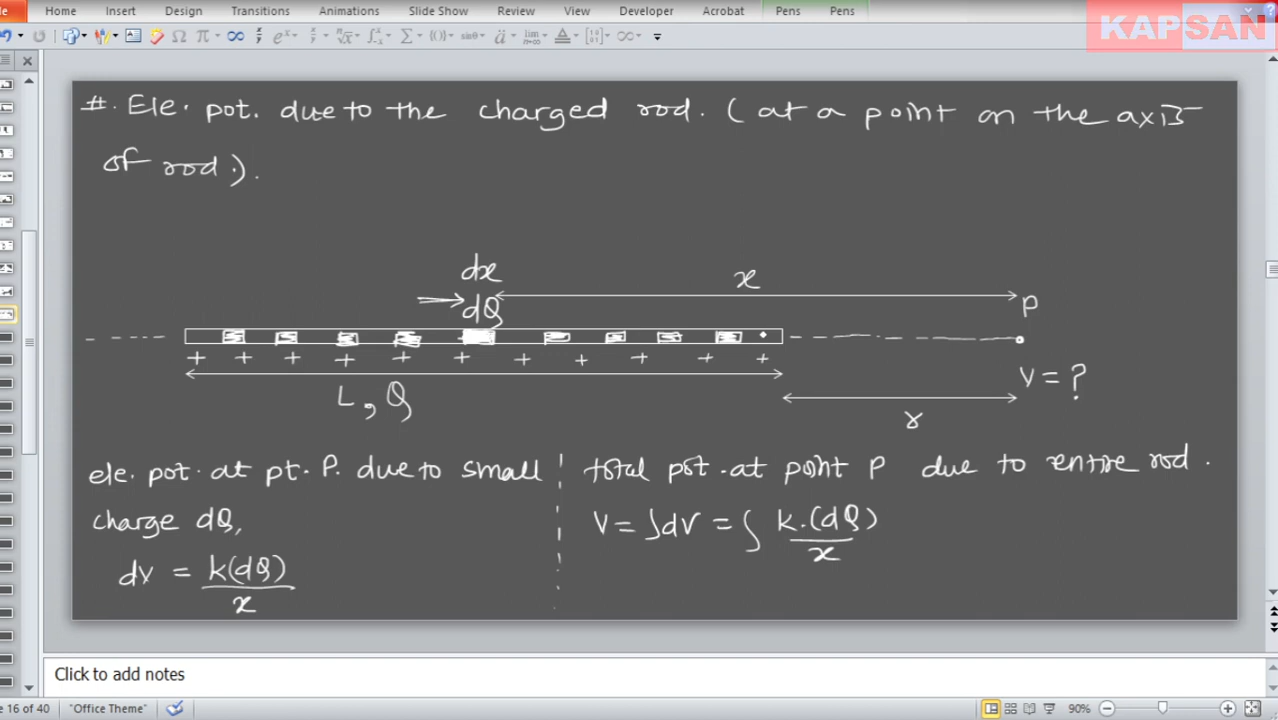 Home Insert Design Transitions Animations Slide Show Review View Developer Acrobat Pens Pens
KAPSAN
#. Ele. pot. due to the charged rod. (at a point on the axis
of rod.).
dx
x
dQ
P
+ + + + + + + + + + +
L, Q
V = ?
r
ele. pot. at pt. P. due to small
charge dQ,
dv = k(dQ)/x
total pot. at point P due to entire rod.
V = ∫dV = ∫ k.(dQ)/x
Click to add notes
e 16 of 40 "Office Theme" 90%